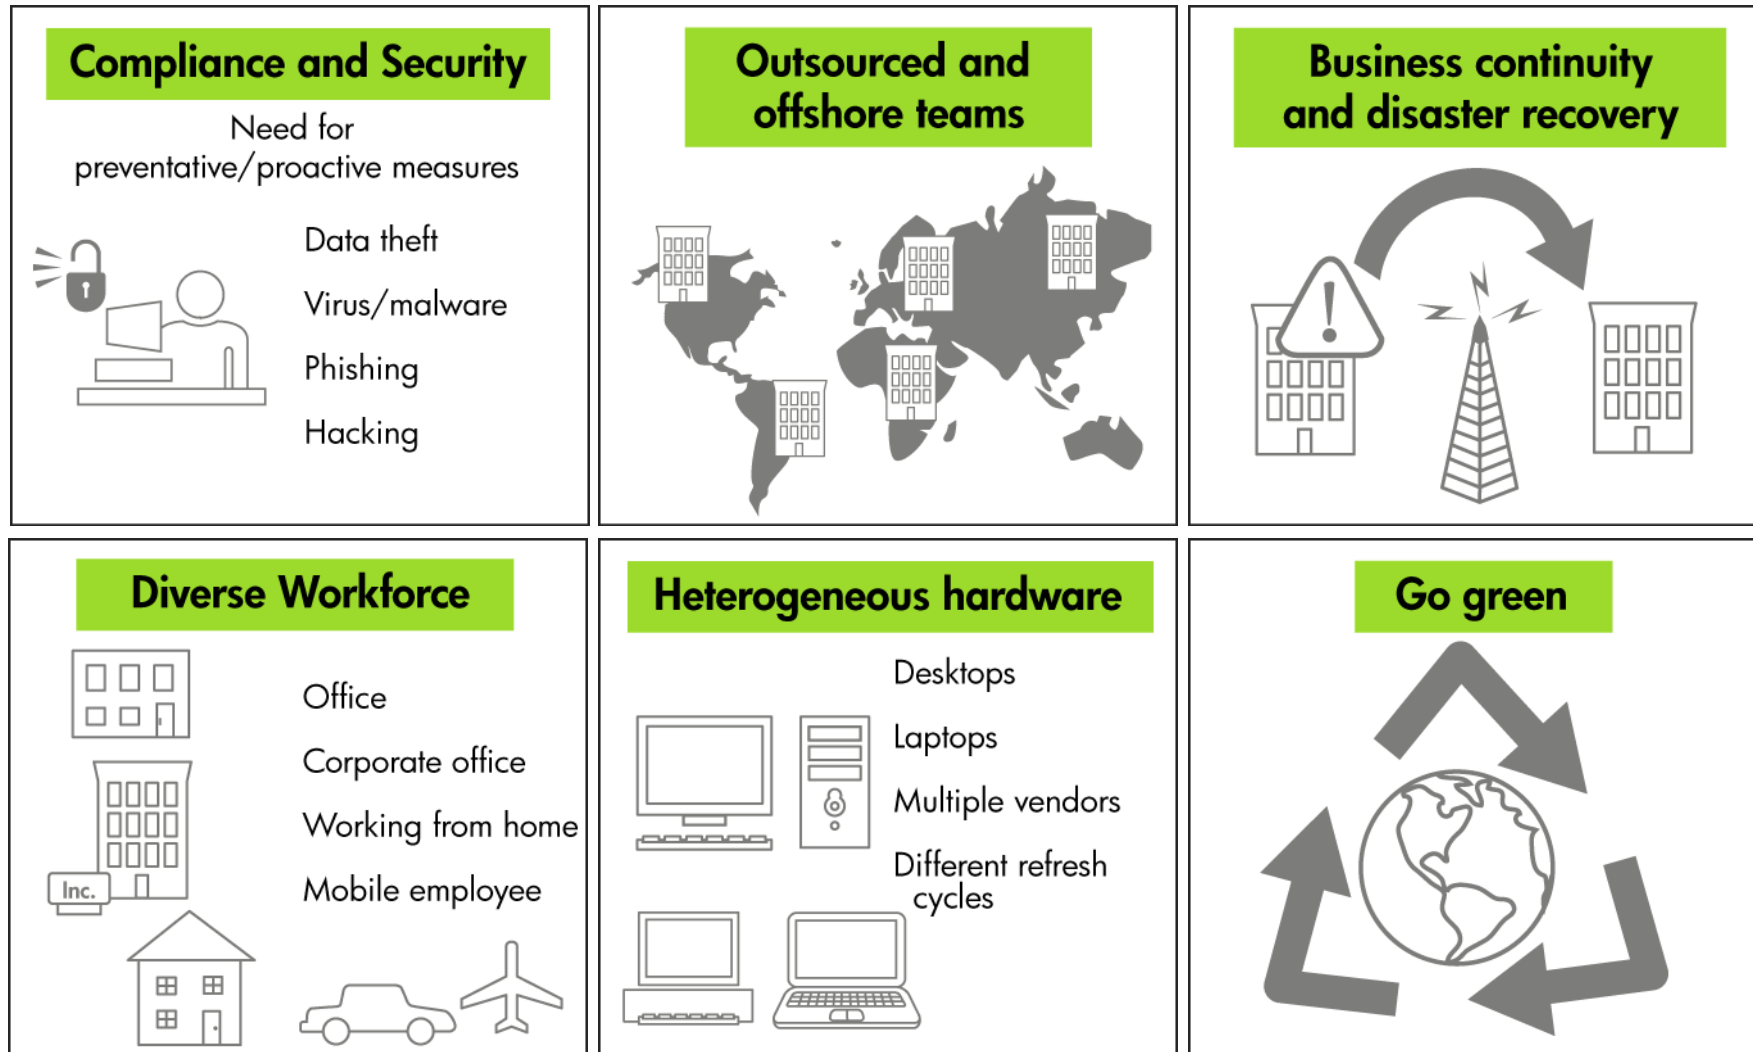 Compliance and Security
Need for
preventative/proactive measures
Data theft
Virus/malware
Phishing
Hacking
Outsourced and
offshore teams
Business continuity
and disaster recovery
!
Diverse Workforce
Office
Corporate office
Working from home
Mobile employee
Inc.
Heterogeneous hardware
Desktops
Laptops
Multiple vendors
Different refresh
cycles
Go green